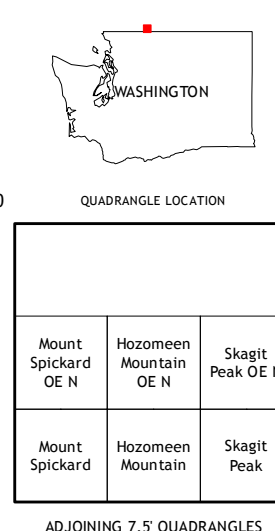 WASHINGTON
0
QUADRANGLE LOCATION
Mount
Spickard
OE N
Hozomeen
Mountain
OE N
Skagit
Peak OE N
Mount
Spickard
Hozomeen
Mountain
Skagit
Peak
ADJOINING 7.5' QUADRANGLES